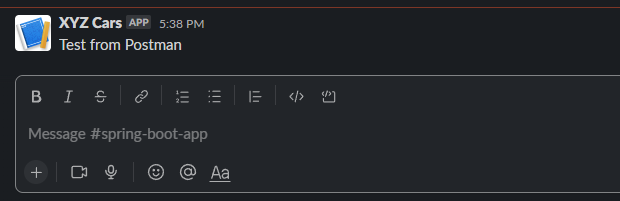 XYZ Cars APP 5:38 PM
Test from Postman
B I S
Message #spring-boot-app
Aa